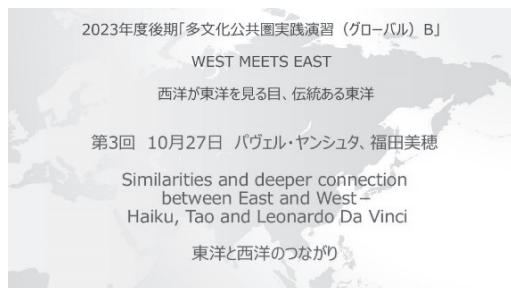 2023年度後期「多文化公共圏実践演習（グローバル）B」
WEST MEETS EAST
西洋が東洋を見る目、伝統ある東洋
第3回 10月27日 パヴェル・ヤンシュタ、福田美穂
Similarities and deeper connection
between East and West－
Haiku, Tao and Leonardo Da Vinci
東洋と西洋のつながり